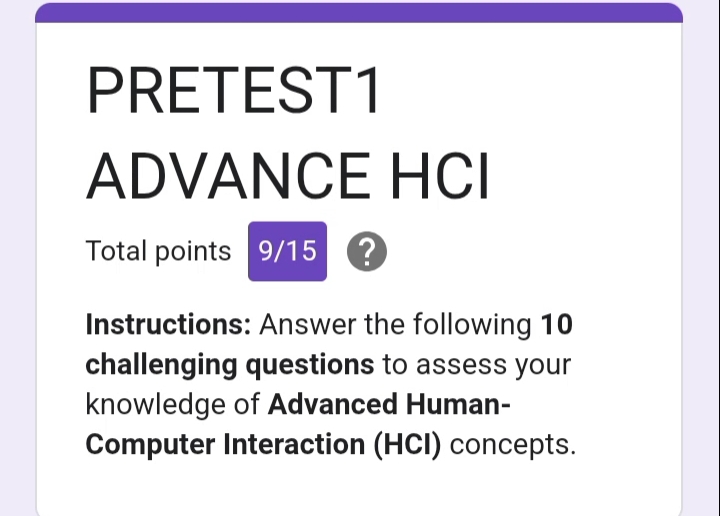 PRETEST1
ADVANCE HCI
Total points 9/15 ?
Instructions: Answer the following 10
challenging questions to assess your
knowledge of Advanced Human-
Computer Interaction (HCI) concepts.